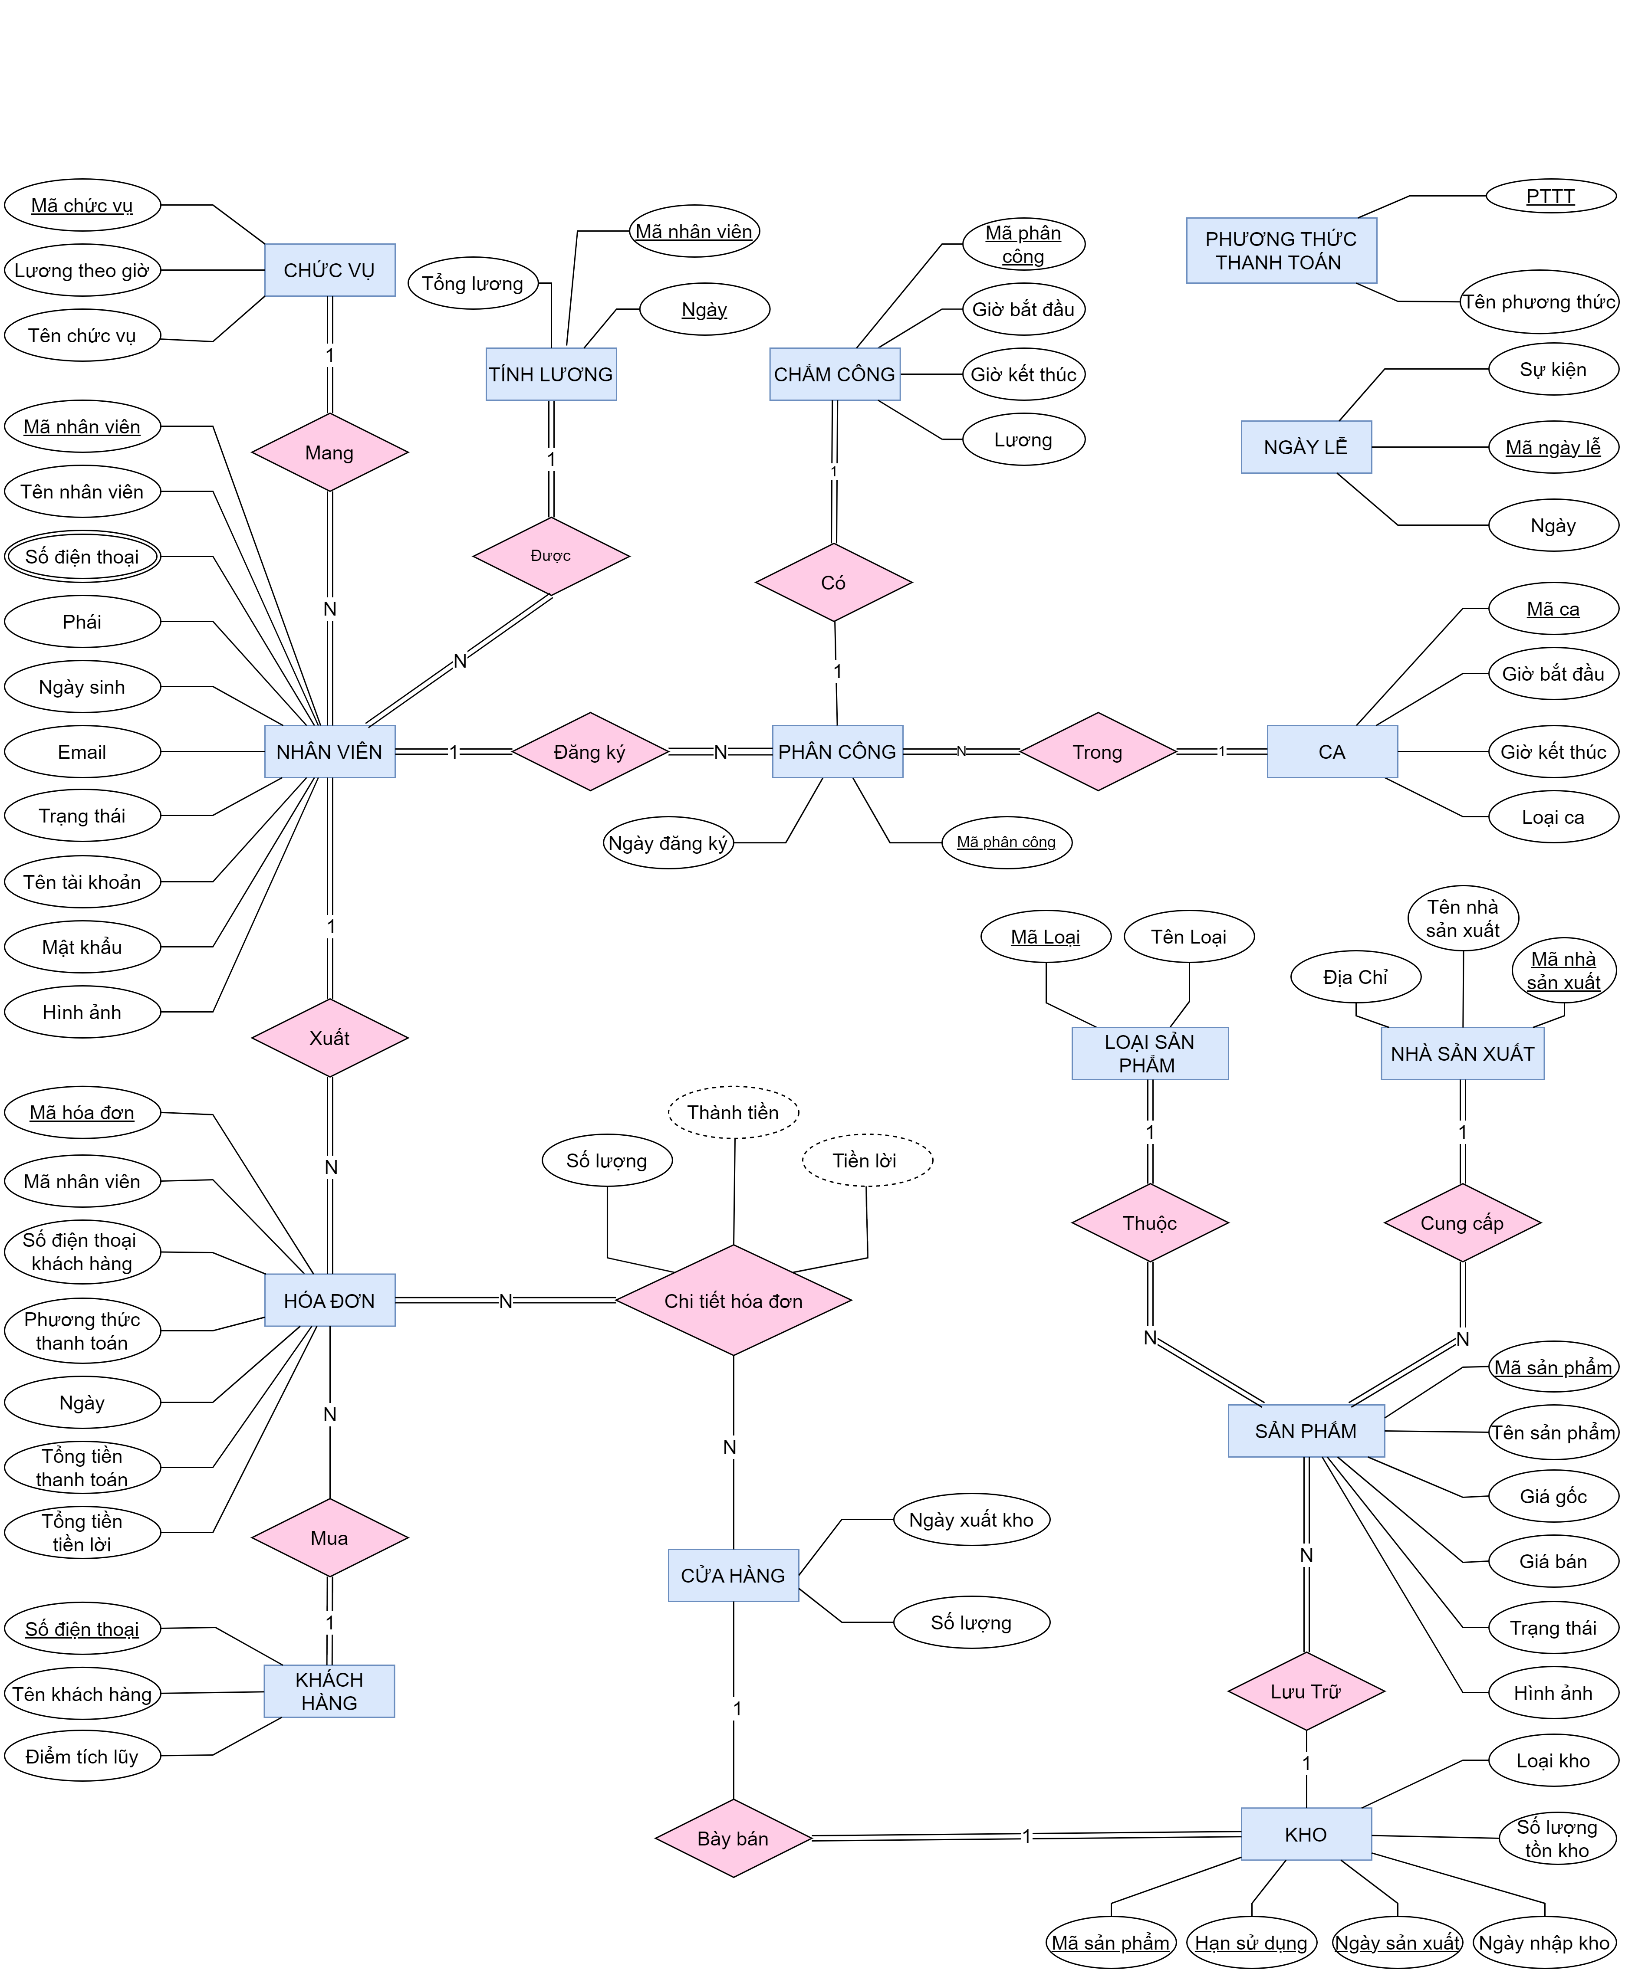 Mã chức vụ
Lương theo giờ
Tên chức vụ
CHỨC VỤ
1
Mang
N
Mã nhân viên
Tổng lương
Ngày
TÍNH LƯƠNG
1
Được
N
Mã phân
công
Giờ bắt đầu
Giờ kết thúc
Lương
CHẤM CÔNG
1
Có
1
PTTT
PHƯƠNG THỨC
THANH TOÁN
Tên phương thức
Sự kiện
NGÀY LỄ
Mã ngày lễ
Ngày
Mã nhân viên
Tên nhân viên
Số điện thoại
Phái
Ngày sinh
Email
Trạng thái
Tên tài khoản
Mật khẩu
Hình ảnh
NHÂN VIÊN
1
Đăng ký
N
PHÂN CÔNG
N
Trong
1
CA
Ngày đăng ký
Mã phân công
Mã ca
Giờ bắt đầu
Giờ kết thúc
Loại ca
1
Xuất
N
Mã Loại
Tên Loại
LOẠI SẢN
PHẨM
1
Thuộc
N
Tên nhà
sản xuất
Địa Chỉ
Mã nhà
sản xuất
NHÀ SẢN XUẤT
1
Cung cấp
N
Mã hóa đơn
Mã nhân viên
Số điện thoại
khách hàng
Phương thức
thanh toán
Ngày
Tổng tiền
thanh toán
Tổng tiền
tiền lời
HÓA ĐƠN
N
Thành tiền
Số lượng
Tiền lời
Chi tiết hóa đơn
N
SẢN PHẨM
Mã sản phẩm
Tên sản phẩm
Giá gốc
Giá bán
Trạng thái
Hình ảnh
N
Mua
1
Số điện thoại
Tên khách hàng
Điểm tích lũy
KHÁCH
HÀNG
CỬA HÀNG
Ngày xuất kho
Số lượng
1
Bày bán
1
N
Lưu Trữ
1
KHO
Loại kho
Số lượng
tồn kho
Mã sản phẩm
Hạn sử dụng
Ngày sản xuất
Ngày nhập kho